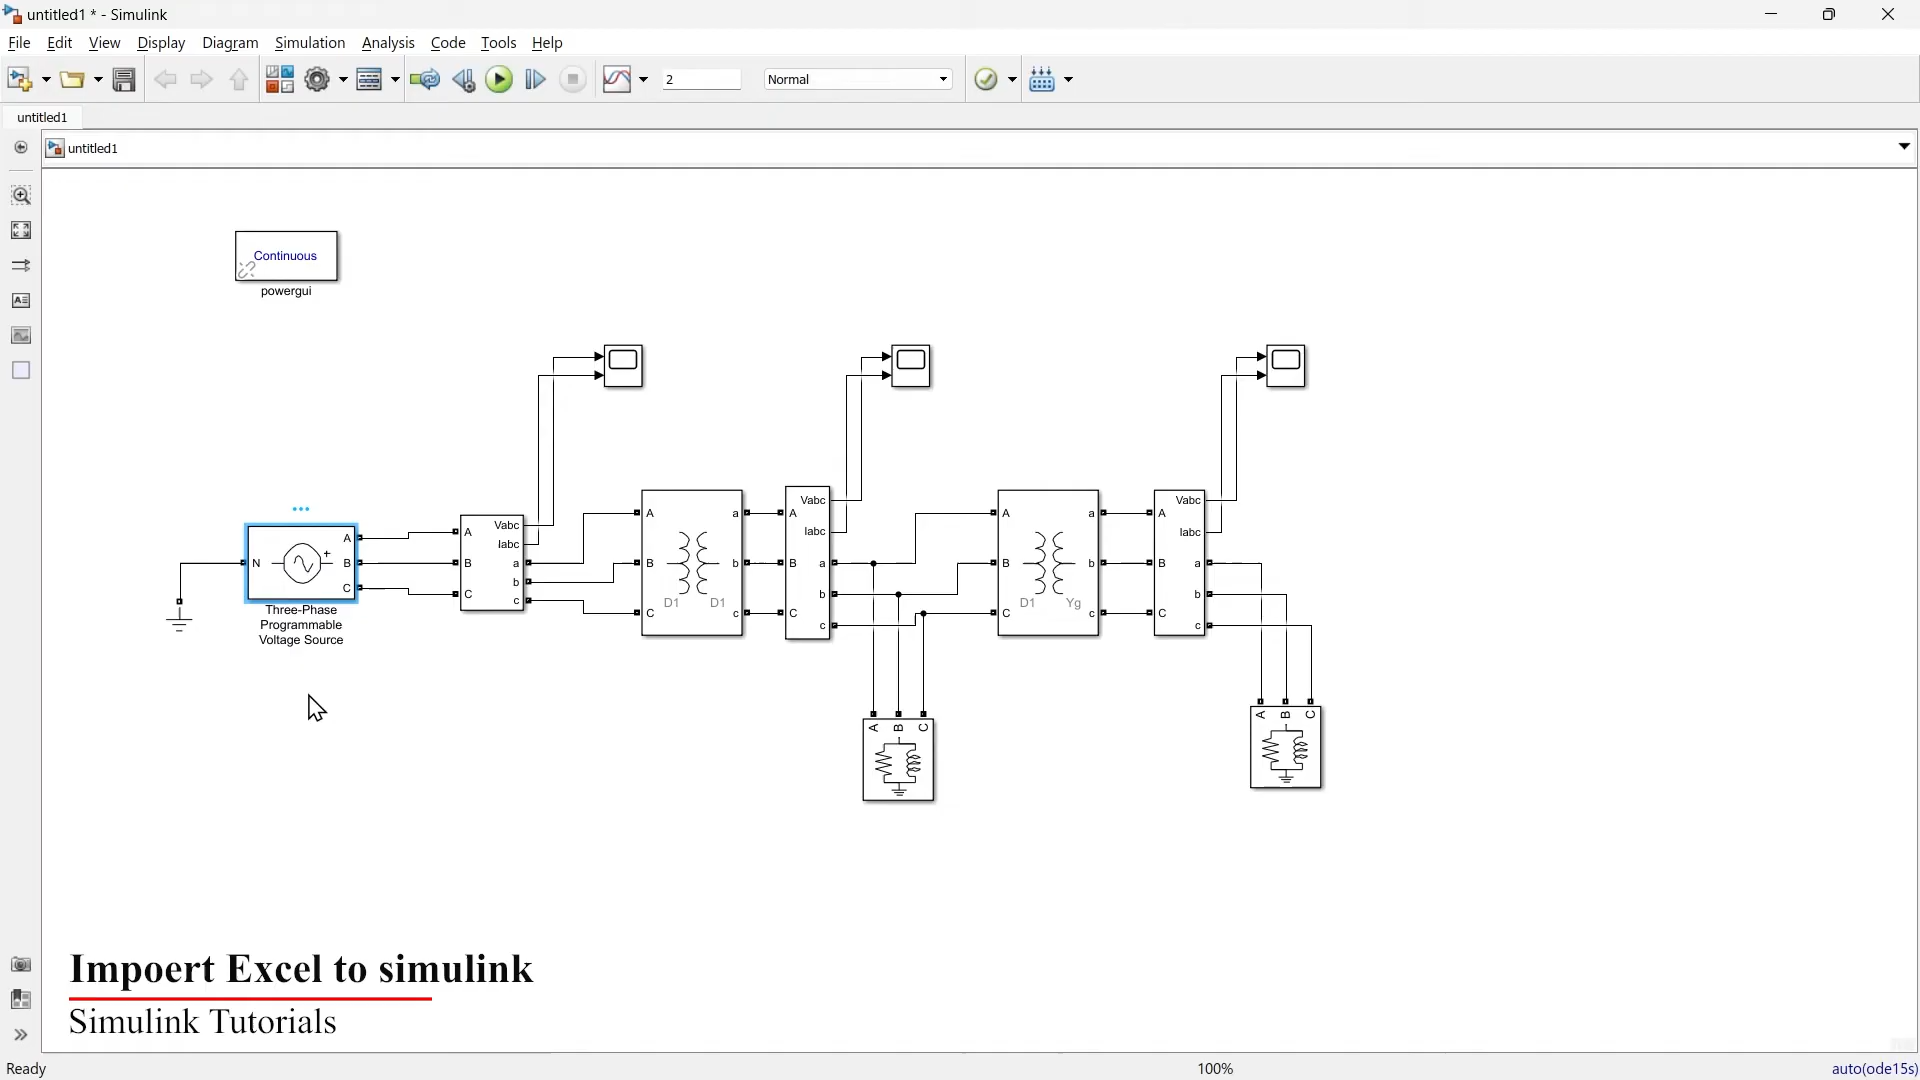 untitled1 * - Simulink
File Edit View Display Diagram Simulation Analysis Code Tools Help
2 Normal
untitled1
untitled1
Continuous
powergui
N A B C
Three-Phase
Programmable
Voltage Source
A B C Vabc Iabc a b c
A B C a b c D1 D1
A B C Vabc Iabc a b c
A B C a b c D1 Yg
A B C Vabc Iabc a b c
A B C
A B C
Impoert Excel to simulink
Simulink Tutorials
Ready 100% auto(ode15s)